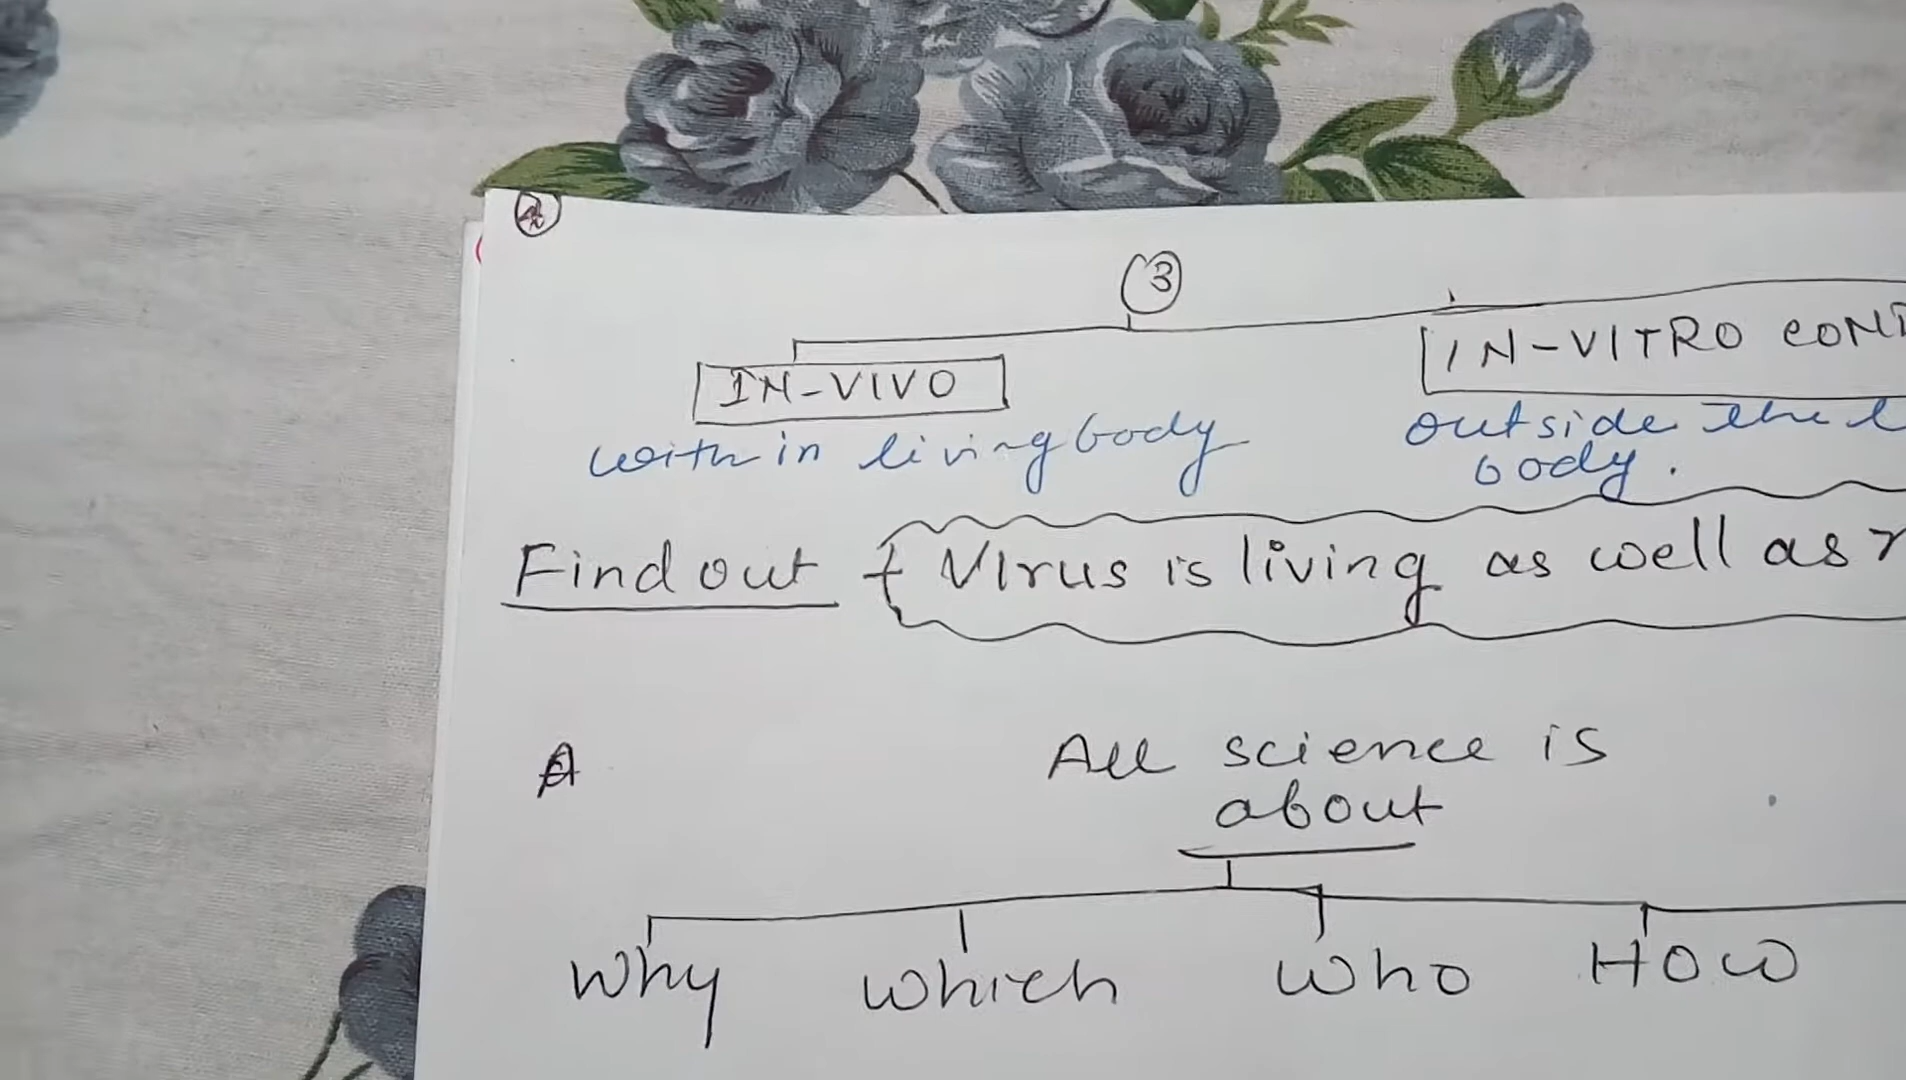 3
IN-VIVO
IN-VITRO
with in living body
outside the
body.
Find out
Virus is living as well as
All science is
about
Why which who How